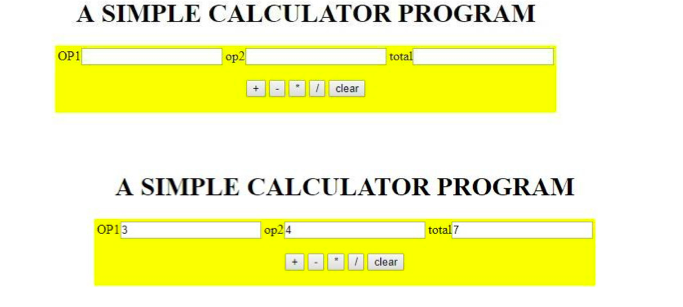 A SIMPLE CALCULATOR PROGRAM
OP1 op2 total
+ - * / clear
A SIMPLE CALCULATOR PROGRAM
OP1 3 op2 4 total 7
+ - * / clear